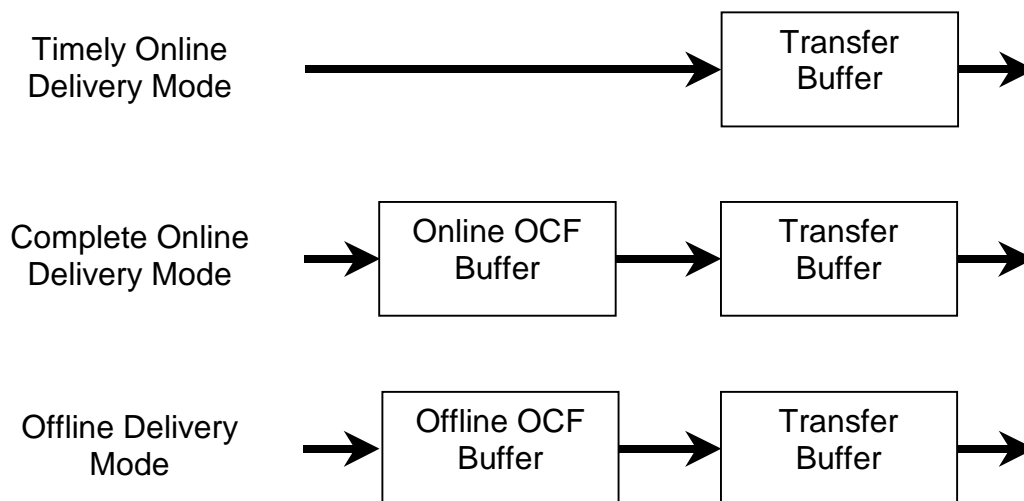 Timely Online
Delivery Mode
Transfer
Buffer
Complete Online
Delivery Mode
Online OCF
Buffer
Transfer
Buffer
Offline Delivery
Mode
Offline OCF
Buffer
Transfer
Buffer